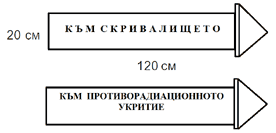 КЪМ СКРИВАЛИЩЕТО
20 см
120 см
КЪМ ПРОТИВОРАДИАЦИОННОТО
УКРИТИЕ